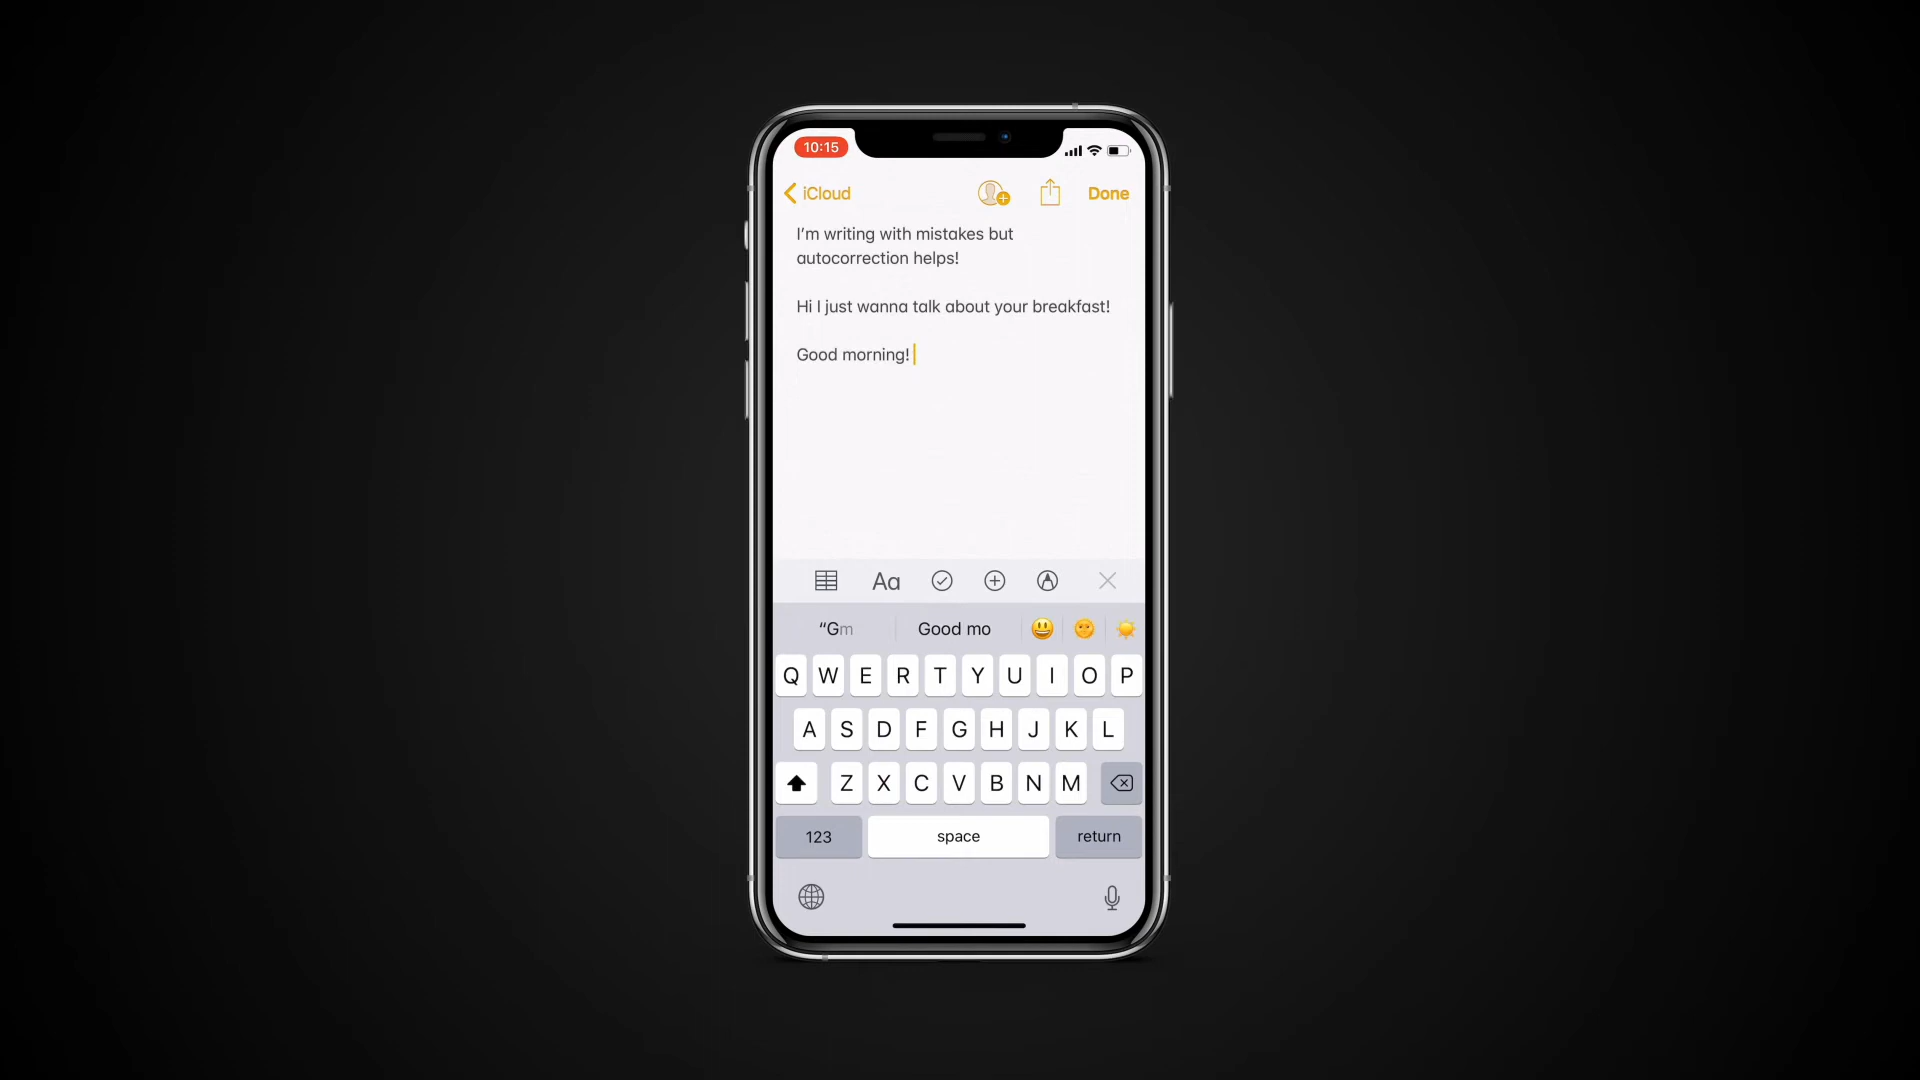 10:15
iCloud
Done
I’m writing with mistakes but
autocorrection helps!
Hi I just wanna talk about your breakfast!
Good morning!
Aa
“Gm
Good mo
Q W E R T Y U I O P
A S D F G H J K L
Z X C V B N M
123
space
return